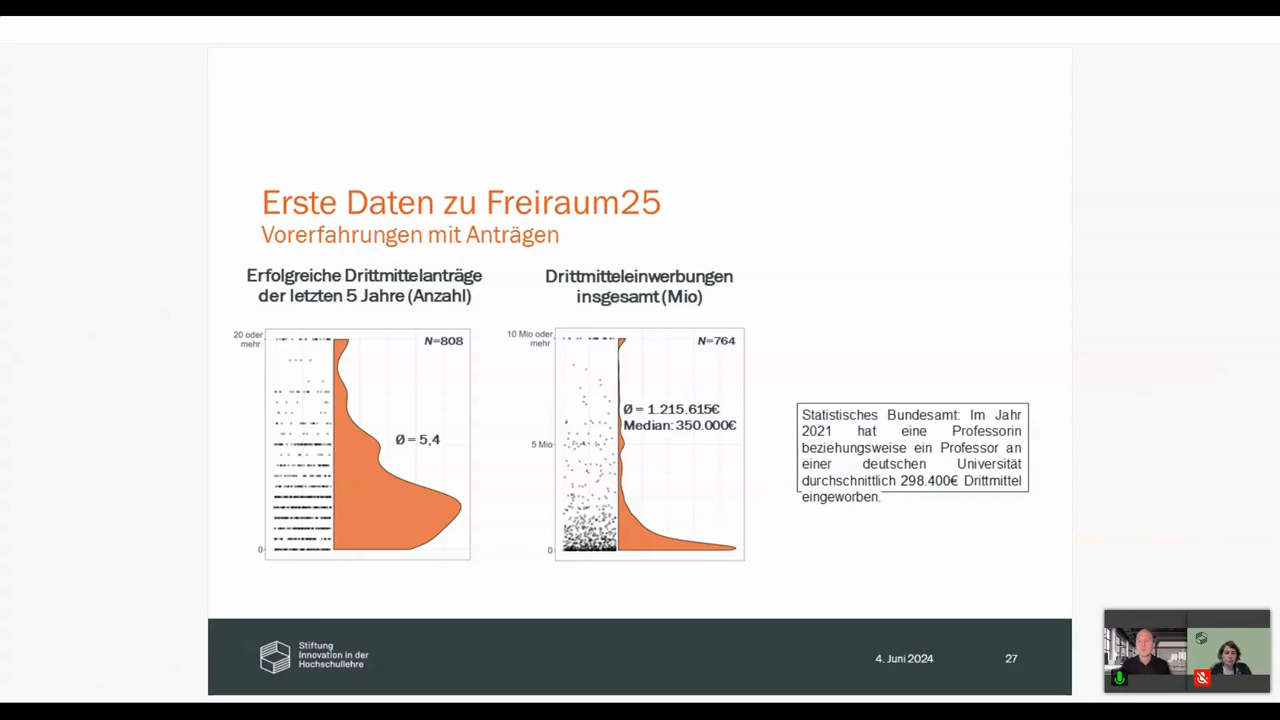 Erste Daten zu Freiraum25
Vorerfahrungen mit Anträgen
Erfolgreiche Drittmittelanträge
der letzten 5 Jahre (Anzahl)
20 oder
mehr
N=808
Ø = 5,4
0
Drittmitteleinwerbungen
insgesamt (Mio)
10 Mio oder
mehr
N=764
Ø = 1.215.615€
Median: 350.000€
5 Mio
0
Statistisches Bundesamt: Im Jahr
2021 hat eine Professorin
beziehungsweise ein Professor an
einer deutschen Universität
durchschnittlich 298.400€ Drittmittel
eingeworben.
Stiftung
Innovation in der
Hochschullehre
4. Juni 2024
27